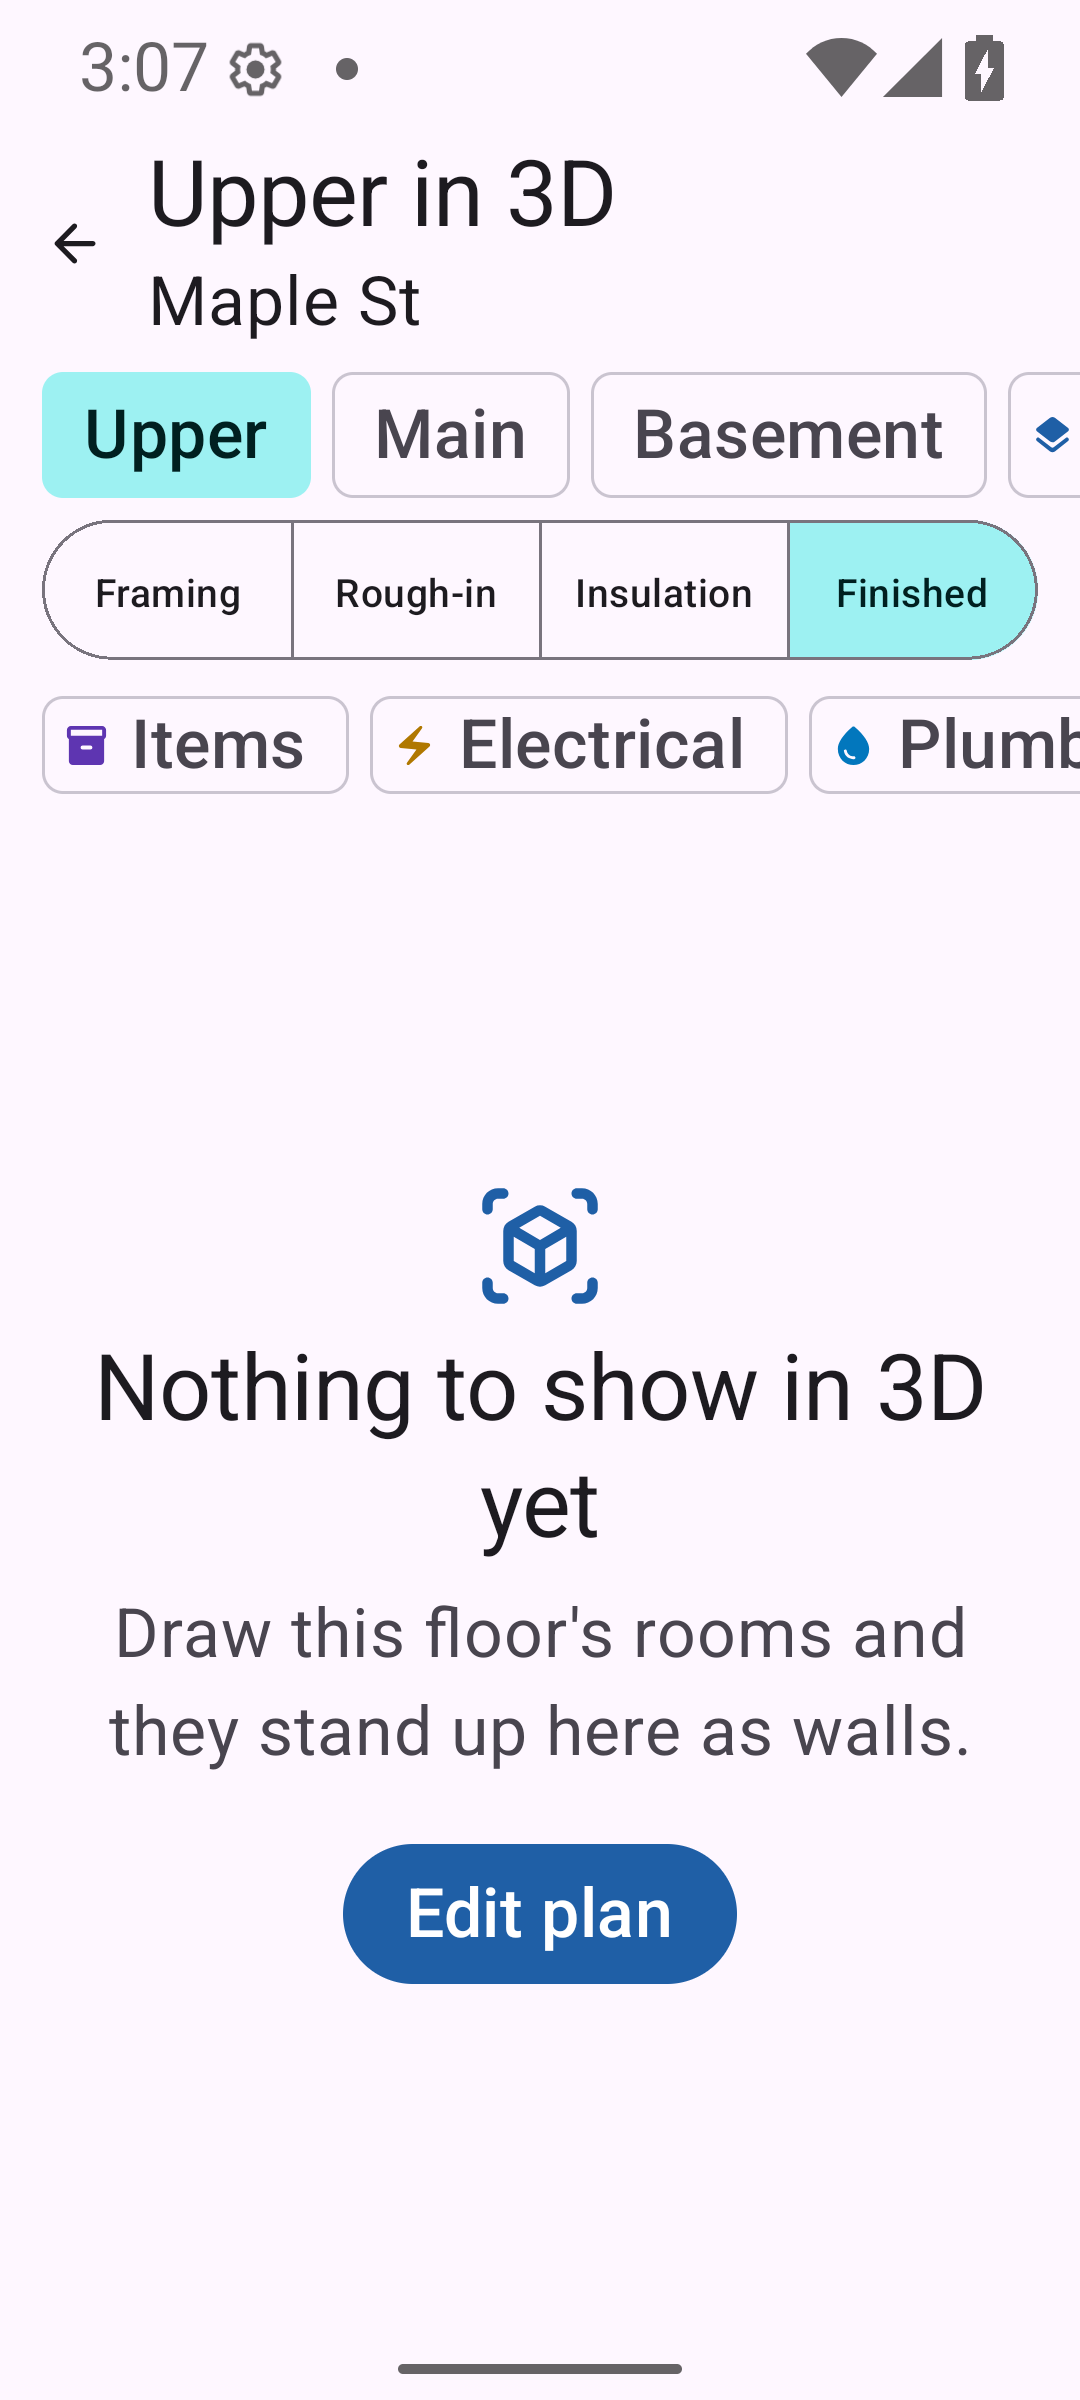 3:07
Upper in 3D
Maple St
Upper Main Basement
Framing Rough-in Insulation Finished
Items Electrical Plumb
Nothing to show in 3D
yet
Draw this floor's rooms and
they stand up here as walls.
Edit plan